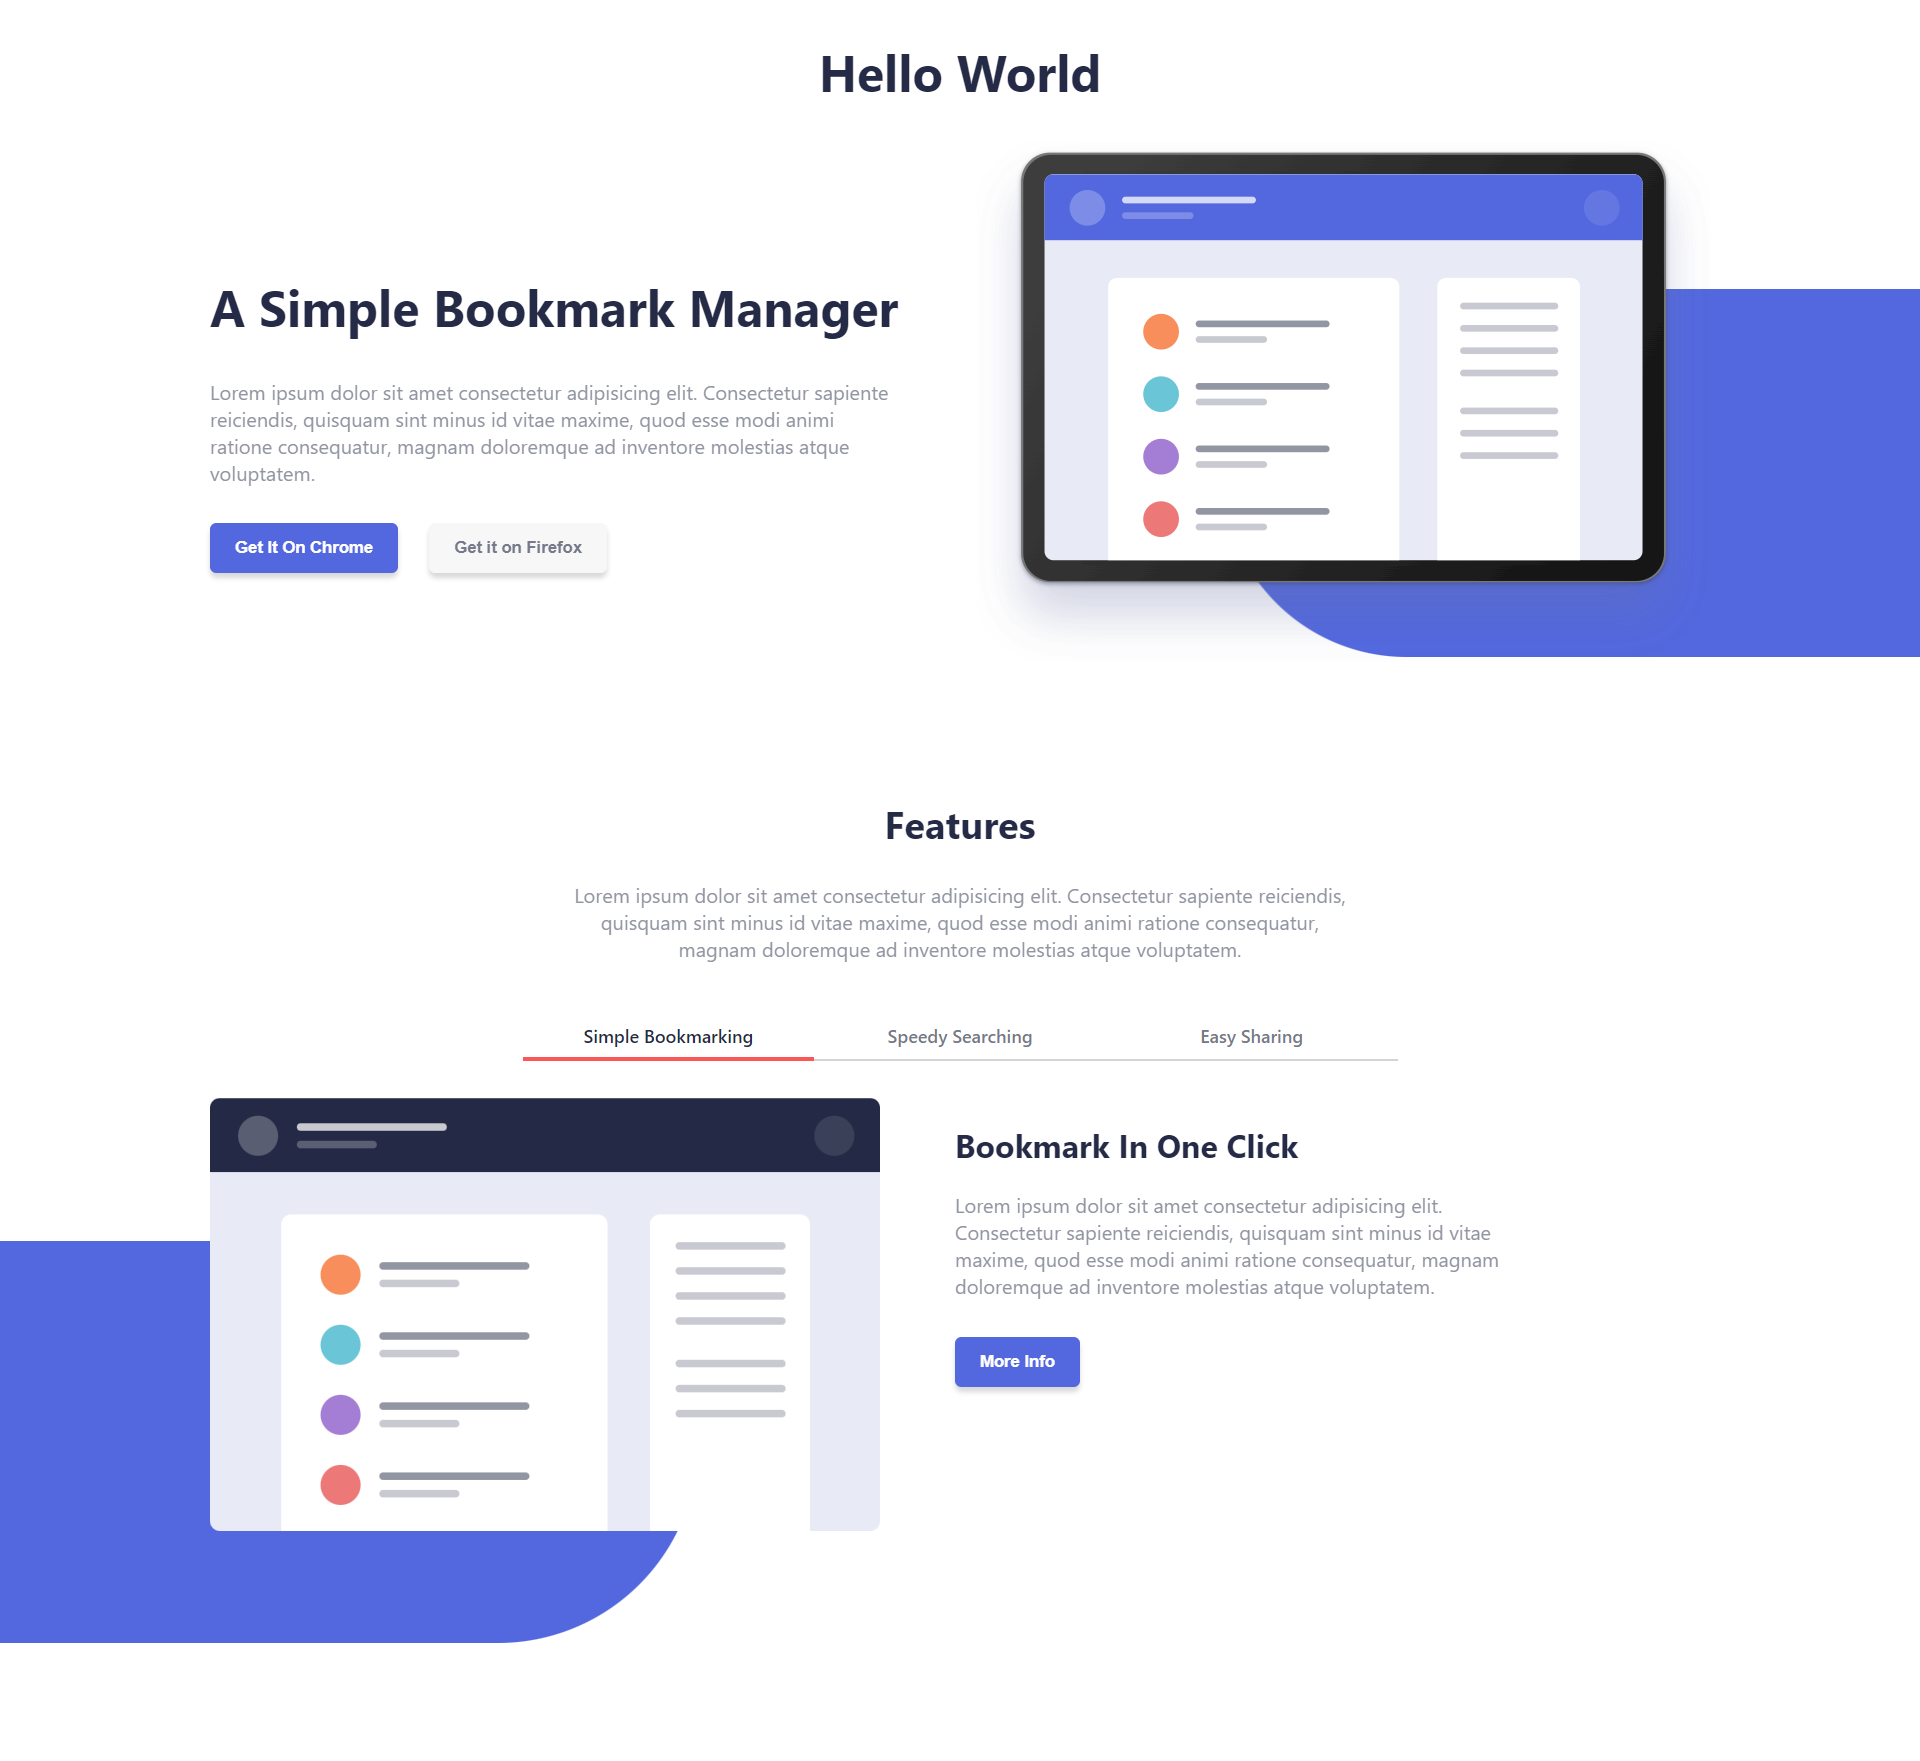 Hello World
A Simple Bookmark Manager
Lorem ipsum dolor sit amet consectetur adipisicing elit. Consectetur sapiente
reiciendis, quisquam sint minus id vitae maxime, quod esse modi animi
ratione consequatur, magnam doloremque ad inventore molestias atque
voluptatem.
Get It On Chrome
Get it on Firefox
Features
Lorem ipsum dolor sit amet consectetur adipisicing elit. Consectetur sapiente reiciendis,
quisquam sint minus id vitae maxime, quod esse modi animi ratione consequatur,
magnam doloremque ad inventore molestias atque voluptatem.
Simple Bookmarking
Speedy Searching
Easy Sharing
Bookmark In One Click
Lorem ipsum dolor sit amet consectetur adipisicing elit.
Consectetur sapiente reiciendis, quisquam sint minus id vitae
maxime, quod esse modi animi ratione consequatur, magnam
doloremque ad inventore molestias atque voluptatem.
More Info